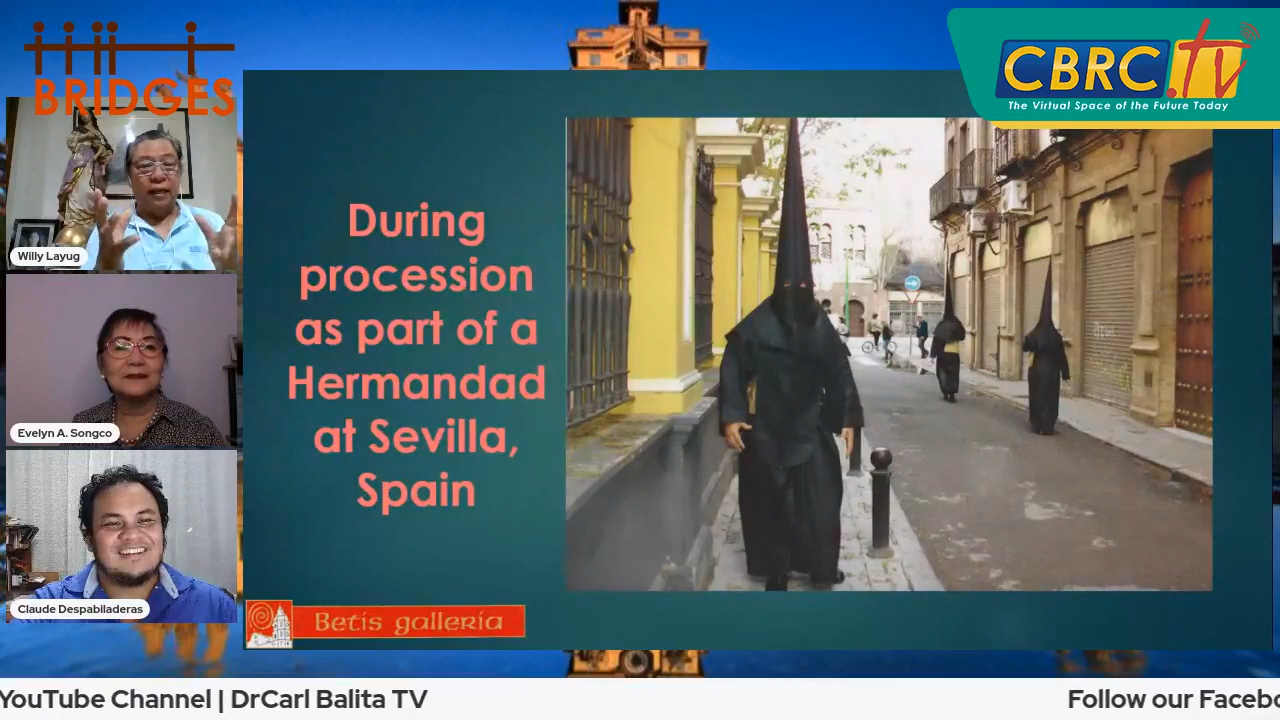 BRIDGES
CBRC.tv
The Virtual Space of the Future Today
Willy Layug
Evelyn A. Songco
Claude Despabiladeras
During
procession
as part of a
Hermandad
at Sevilla,
Spain
Betis gallería
YouTube Channel | DrCarl Balita TV
Follow our Facebo